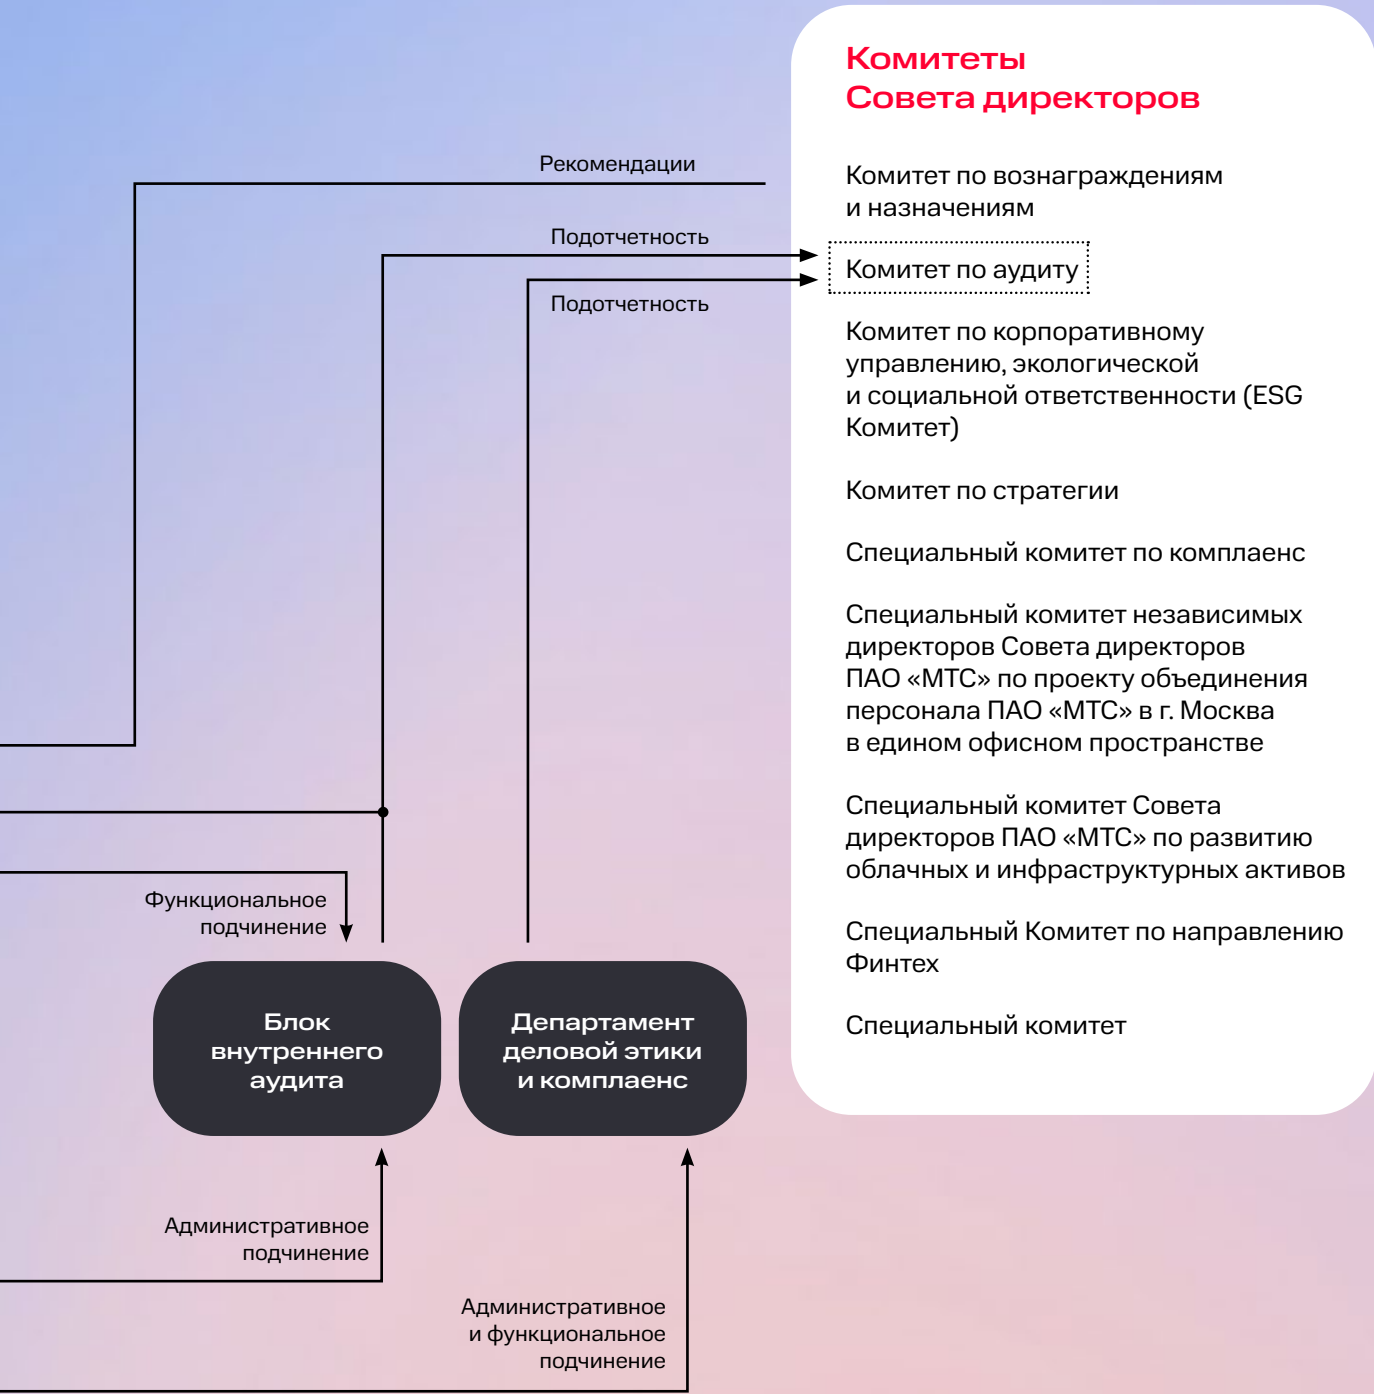 Комитеты
Совета директоров
Рекомендации
Комитет по вознаграждениям
и назначениям
Подотчетность
Комитет по аудиту
Подотчетность
Комитет по корпоративному
управлению, экологической
и социальной ответственности (ESG
Комитет)
Комитет по стратегии
Специальный комитет по комплаенс
Специальный комитет независимых
директоров Совета директоров
ПАО «МТС» по проекту объединения
персонала ПАО «МТС» в г. Москва
в едином офисном пространстве
Специальный комитет Совета
директоров ПАО «МТС» по развитию
облачных и инфраструктурных активов
Специальный Комитет по направлению
Финтех
Специальный комитет
Функциональное
подчинение
Блок
внутреннего
аудита
Департамент
деловой этики
и комплаенс
Административное
подчинение
Административное
и функциональное
подчинение